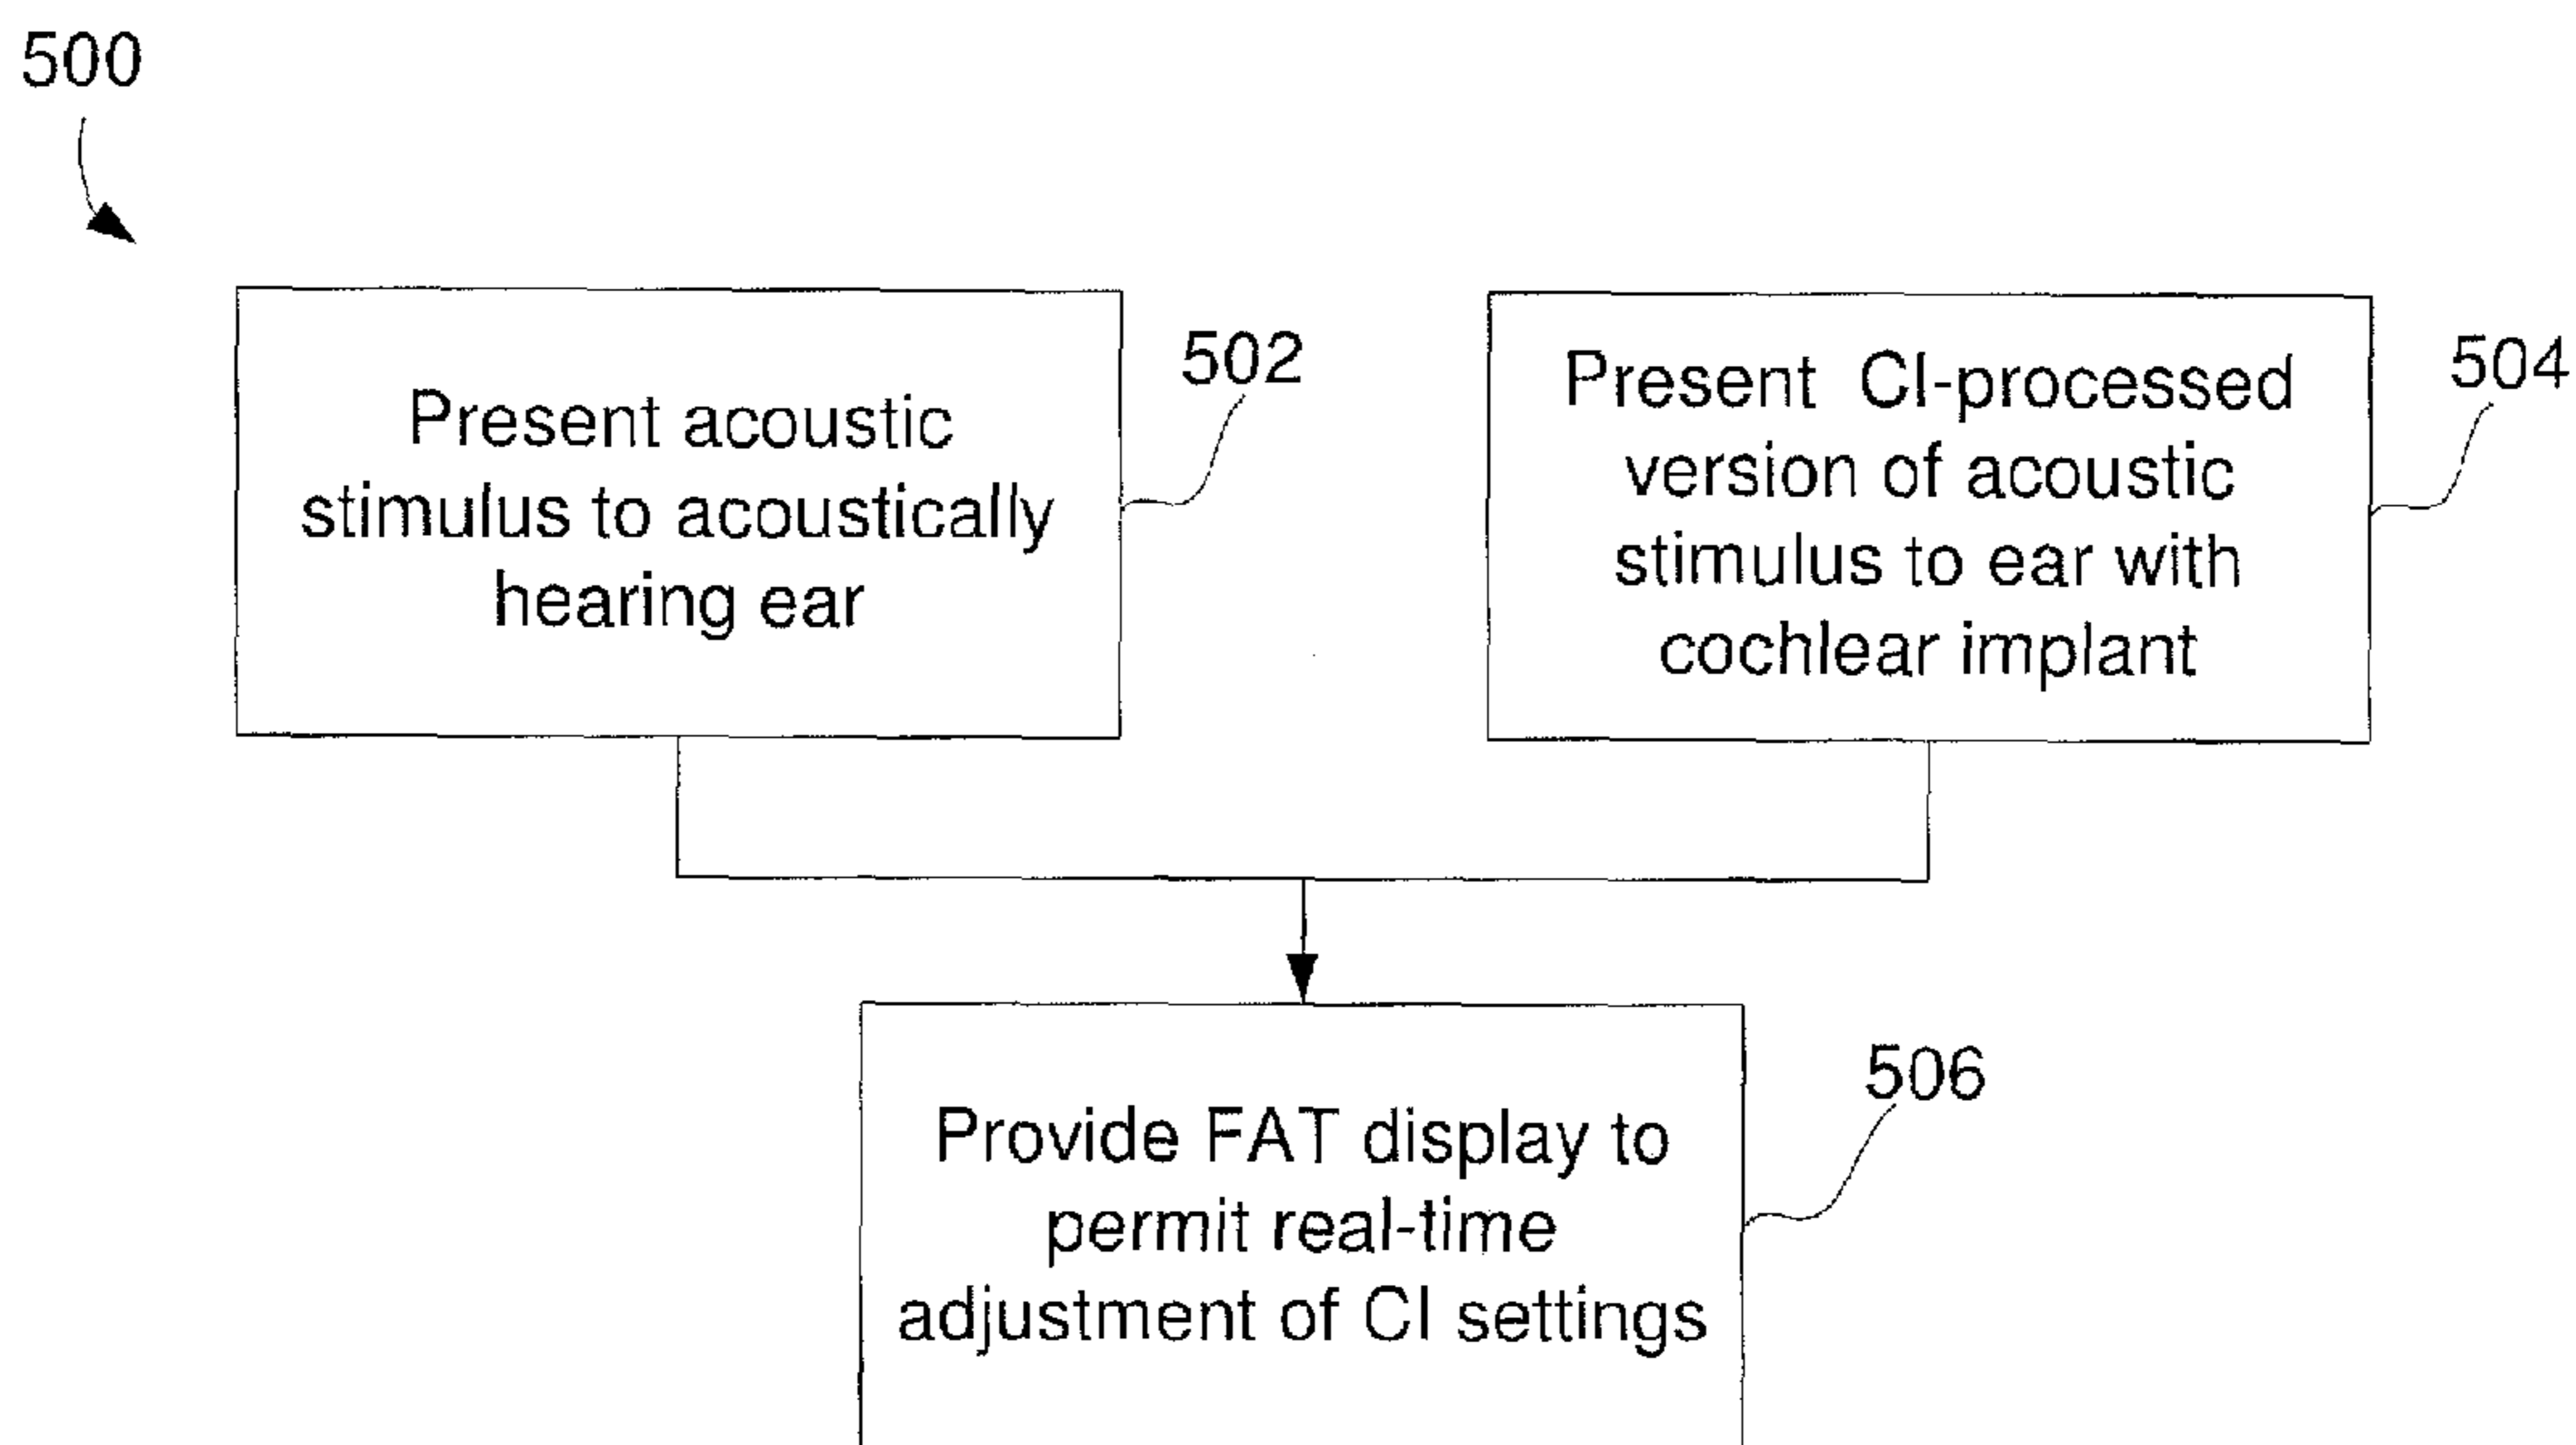 500
Present acoustic
stimulus to acoustically
hearing ear
502
Present CI-processed
version of acoustic
stimulus to ear with
cochlear implant
504
Provide FAT display to
permit real-time
adjustment of CI settings
506